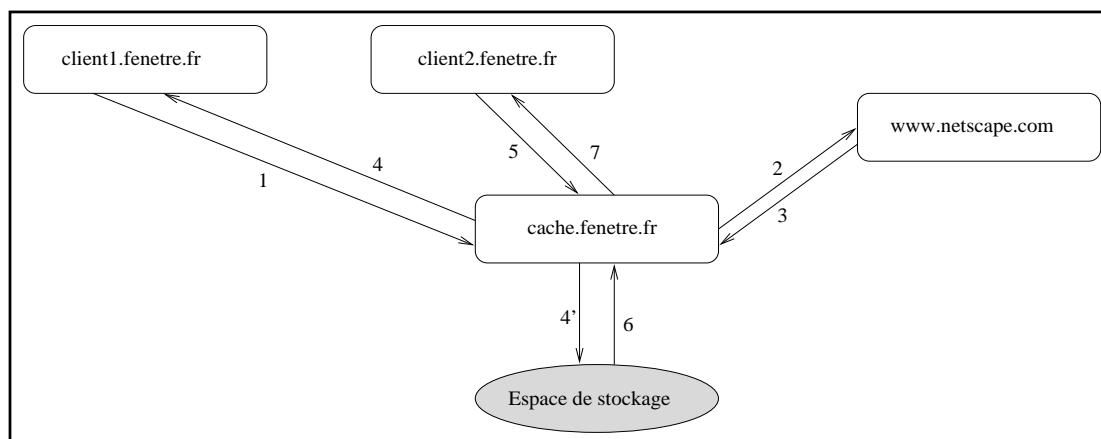 client1.fenetre.fr
client2.fenetre.fr
www.netscape.com
4
5
7
2
1
3
cache.fenetre.fr
4’
6
Espace de stockage